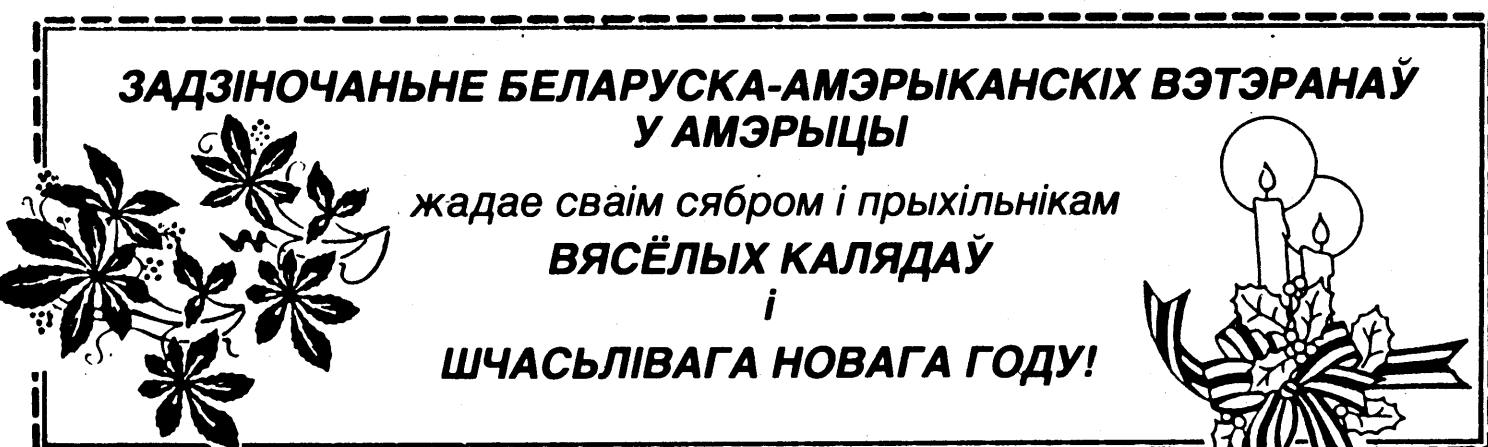 ЗАДЗІНОЧАНЬНЕ БЕЛАРУСКА-АМЭРЫКАНСКІХ ВЭТЭРАНАЎ
У АМЭРЫЦЫ
жадае сваім сябром і прыхільнікам
ВЯСЁЛЫХ КАЛЯДАЎ
і
ШЧАСЬЛІВАГА НОВАГА ГОДУ!